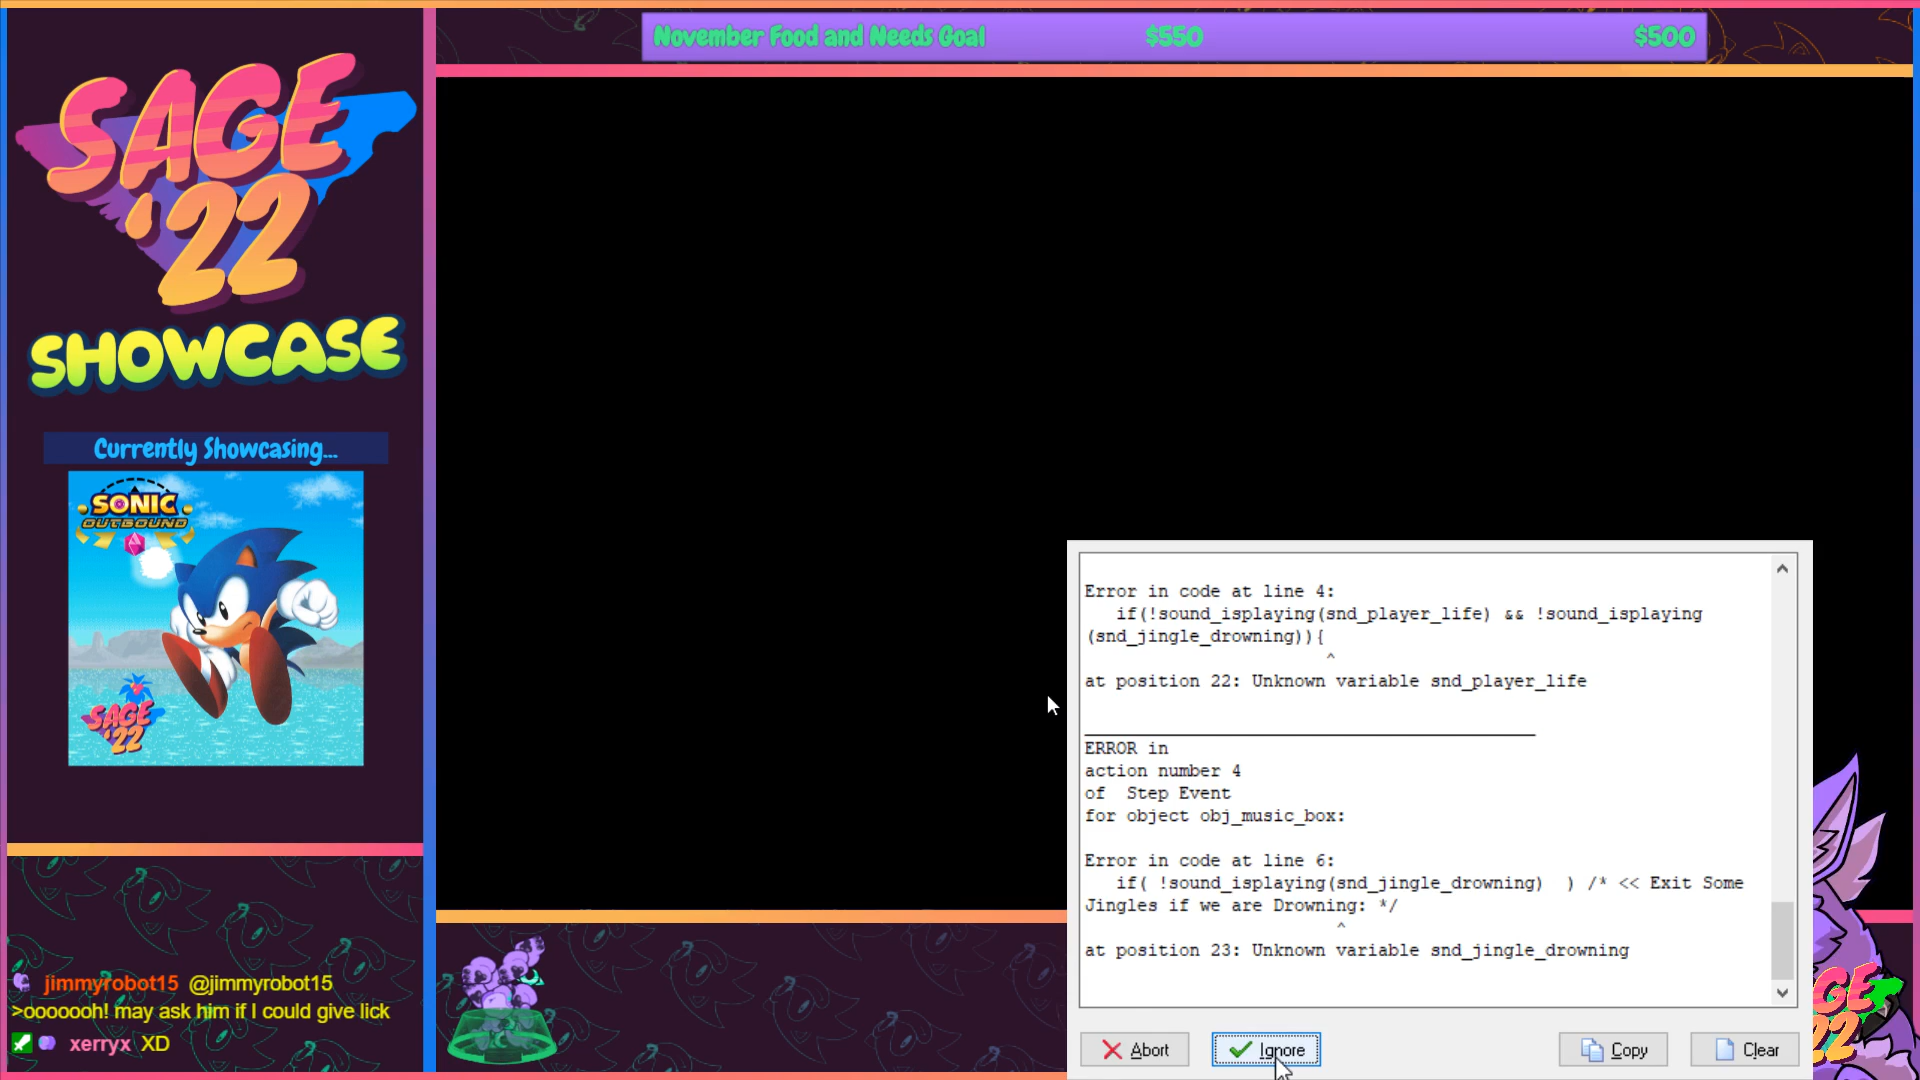 November Food and Needs Goal $550 $500
SAGE
'22
SHOWCASE
Currently Showcasing...
SONIC
OUTBOUND
SAGE
'22
jimmyrobot15 @jimmyrobot15
>ooooooh! may ask him if I could give lick
xerryx XD
Error in code at line 4:
if(!sound_isplaying(snd_player_life) && !sound_isplaying
(snd_jingle_drowning)){
^
at position 22: Unknown variable snd_player_life
ERROR in
action number 4
of Step Event
for object obj_music_box:
Error in code at line 6:
if( !sound_isplaying(snd_jingle_drowning) ) /* << Exit Some
Jingles if we are Drowning: */
^
at position 23: Unknown variable snd_jingle_drowning
Abort Ignore Copy Clear
GE
22